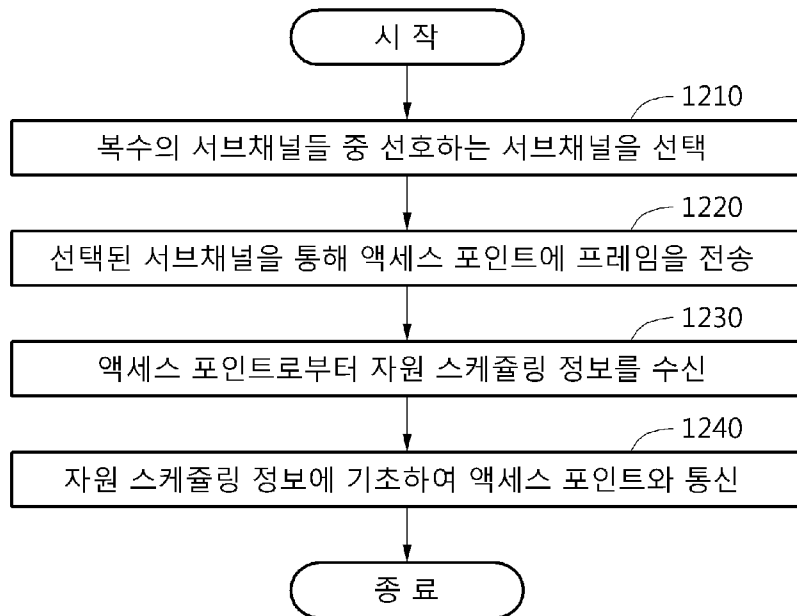 시 작
1210
복수의 서브채널들 중 선호하는 서브채널을 선택
1220
선택된 서브채널을 통해 액세스 포인트에 프레임을 전송
1230
액세스 포인트로부터 자원 스케쥴링 정보를 수신
1240
자원 스케쥴링 정보에 기초하여 액세스 포인트와 통신
종 료